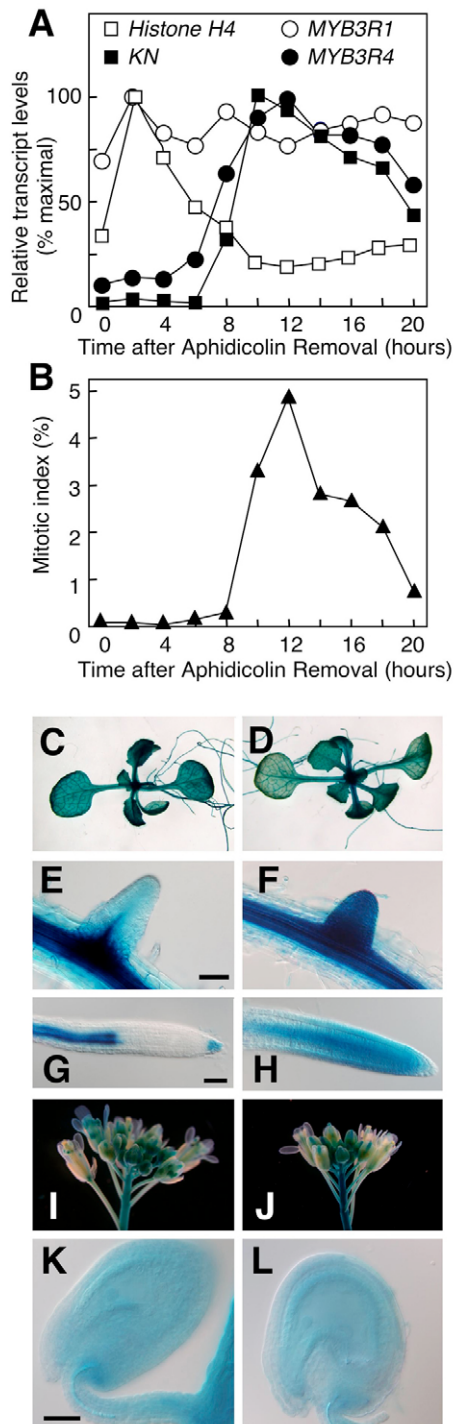 A
Histone H4 MYB3R1
KN MYB3R4
Relative transcript levels
(% maximal)
100
50
0
0 4 8 12 16 20
Time after Aphidicolin Removal (hours)
B
Mitotic index (%)
5
4
3
2
1
0
0 4 8 12 16 20
Time after Aphidicolin Removal (hours)
C D
E F
G H
I J
K L